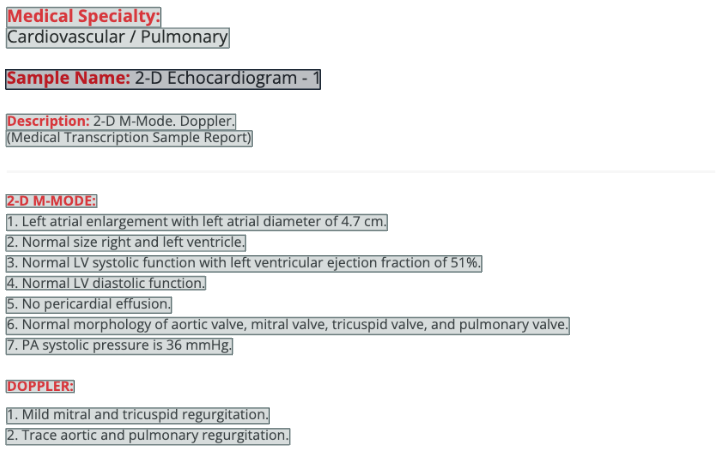 Medical Specialty:
Cardiovascular / Pulmonary
Sample Name: 2-D Echocardiogram - 1
Description: 2-D M-Mode. Doppler.
(Medical Transcription Sample Report)
2-D M-MODE:
1. Left atrial enlargement with left atrial diameter of 4.7 cm.
2. Normal size right and left ventricle.
3. Normal LV systolic function with left ventricular ejection fraction of 51%.
4. Normal LV diastolic function.
5. No pericardial effusion.
6. Normal morphology of aortic valve, mitral valve, tricuspid valve, and pulmonary valve.
7. PA systolic pressure is 36 mmHg.
DOPPLER:
1. Mild mitral and tricuspid regurgitation.
2. Trace aortic and pulmonary regurgitation.